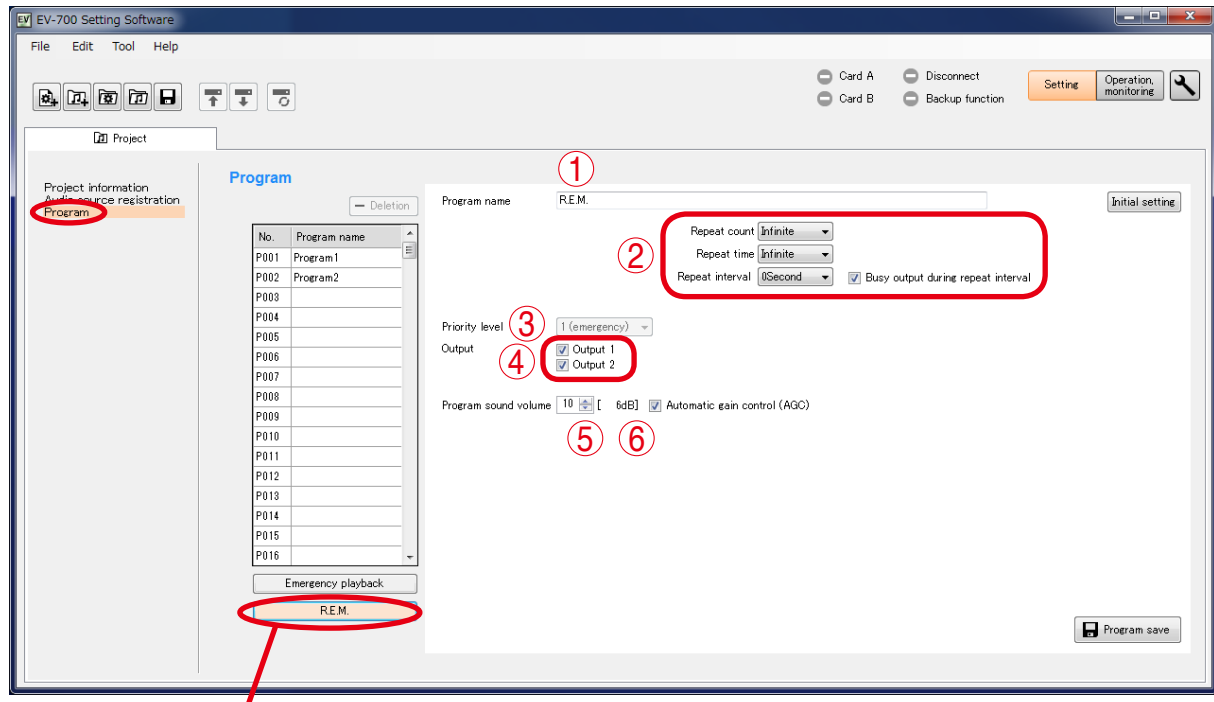 EV EV-700 Setting Software
File Edit Tool Help
Card A Disconnect
Card B Backup function
Setting
Operation,
monitoring
Project
Project information
Audio source registration
Program
Program
Deletion
No. Program name
P001 Program1
P002 Program2
P003
P004
P005
P006
P007
P008
P009
P010
P011
P012
P013
P014
P015
P016
Emergency playback
R.E.M.
①
Program name R.E.M. Initial setting
②
Repeat count Infinite
Repeat time Infinite
Repeat interval 0Second Busy output during repeat interval
Priority level ③ 1 (emergency)
Output ④ Output 1
Output 2
Program sound volume 10 [ 6dB] Automatic gain control (AGC)
⑤ ⑥
Program save